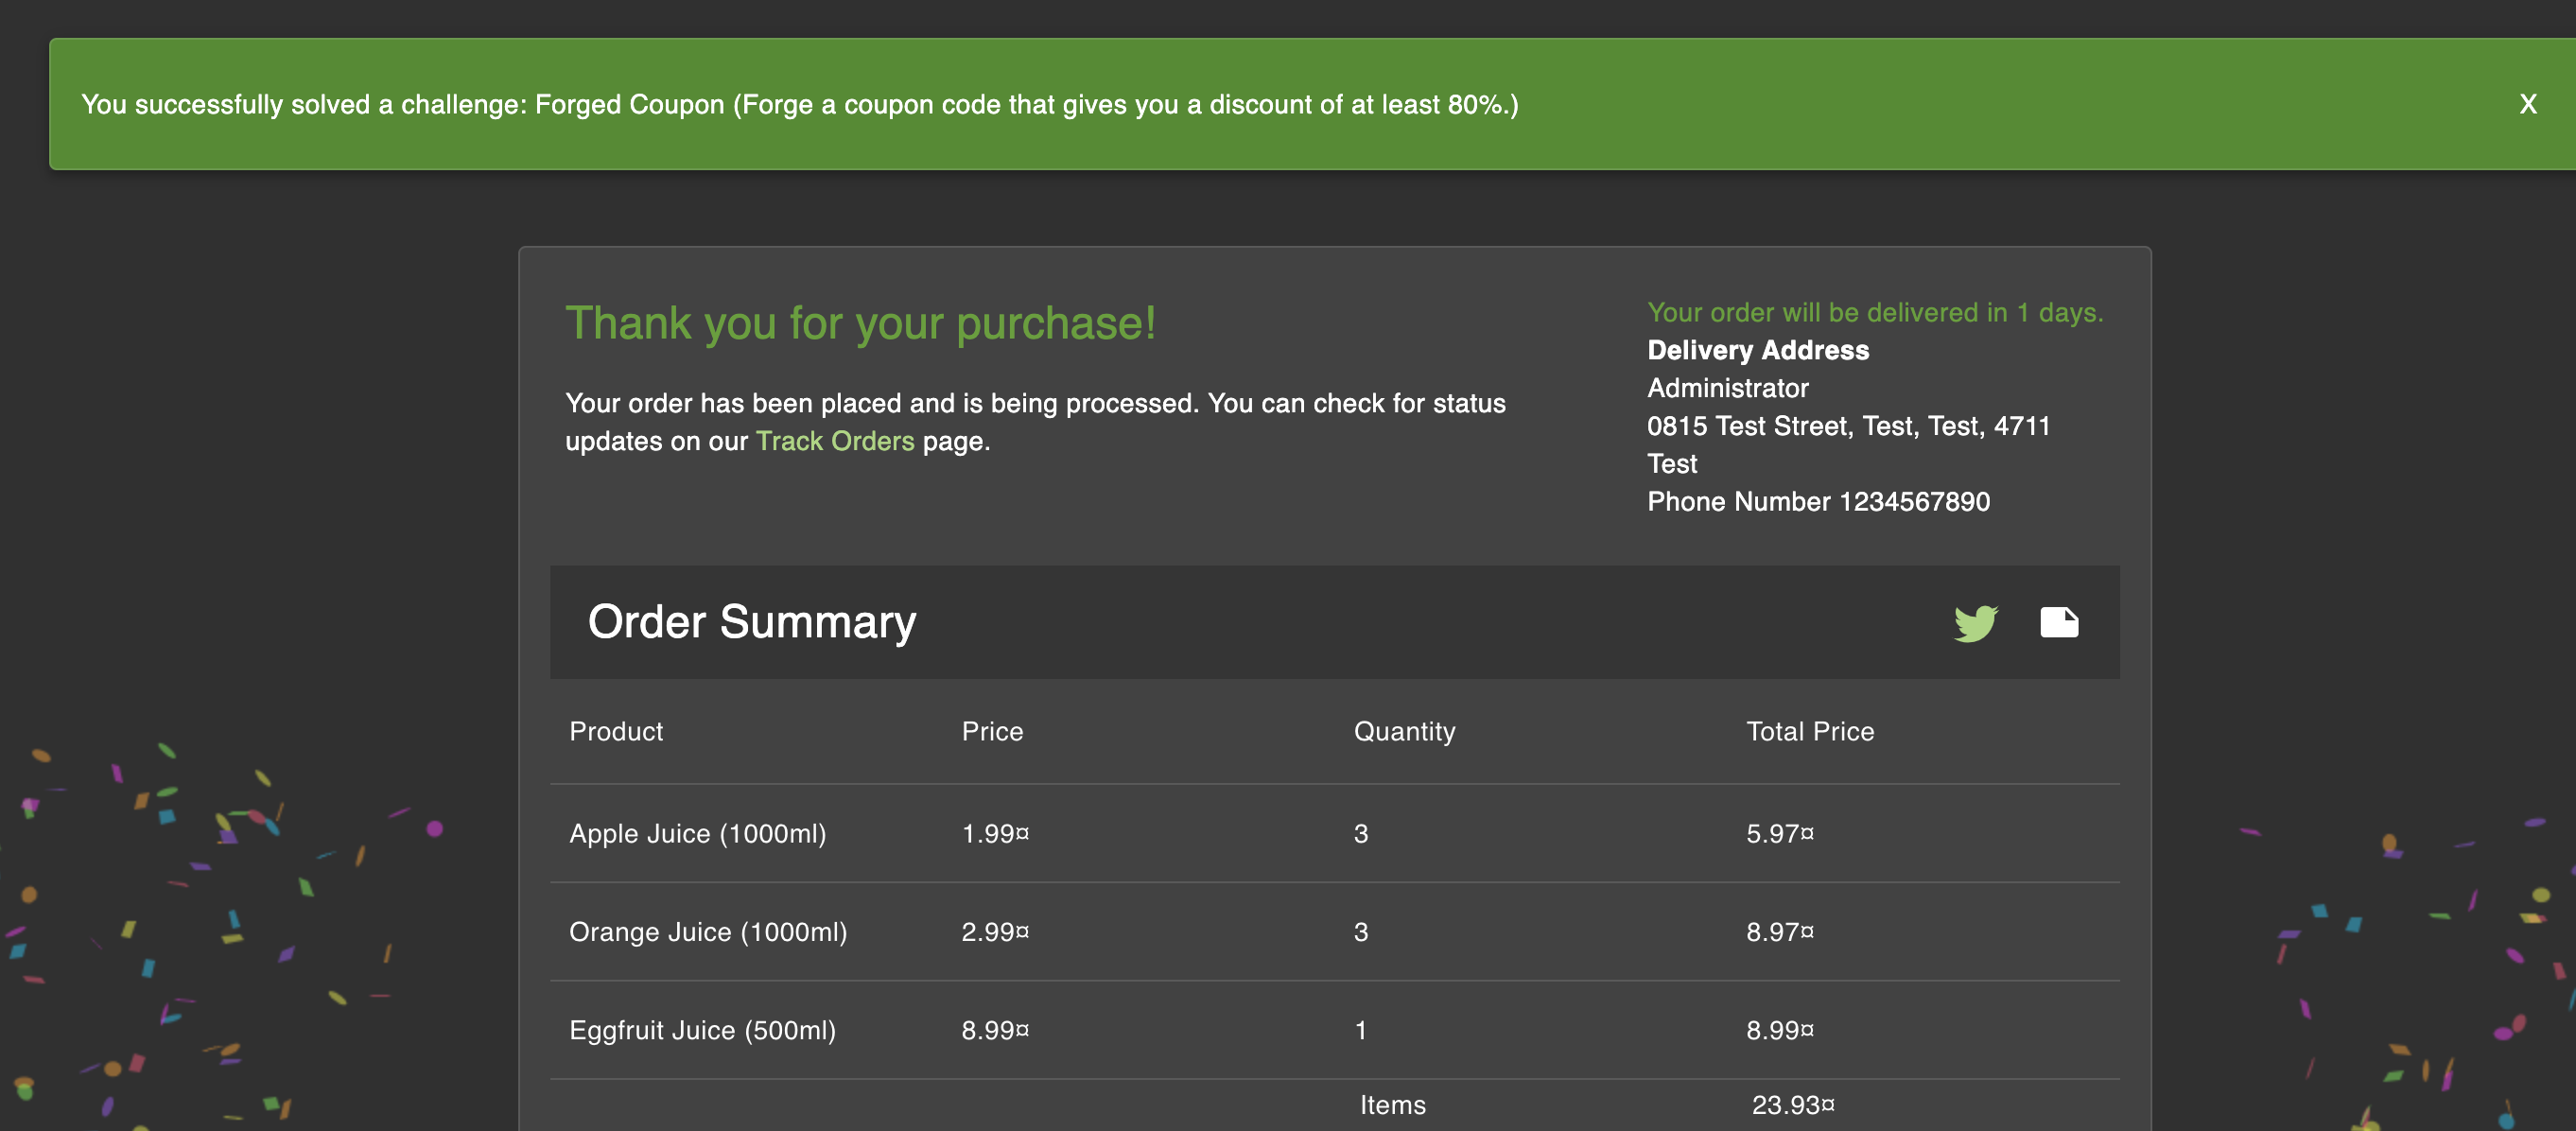 You successfully solved a challenge: Forged Coupon (Forge a coupon code that gives you a discount of at least 80%.)
X
Thank you for your purchase!
Your order has been placed and is being processed. You can check for status
updates on our Track Orders page.
Your order will be delivered in 1 days.
Delivery Address
Administrator
0815 Test Street, Test, Test, 4711
Test
Phone Number 1234567890
Order Summary
Product Price Quantity Total Price
Apple Juice (1000ml) 1.99¤ 3 5.97¤
Orange Juice (1000ml) 2.99¤ 3 8.97¤
Eggfruit Juice (500ml) 8.99¤ 1 8.99¤
Items 23.93¤